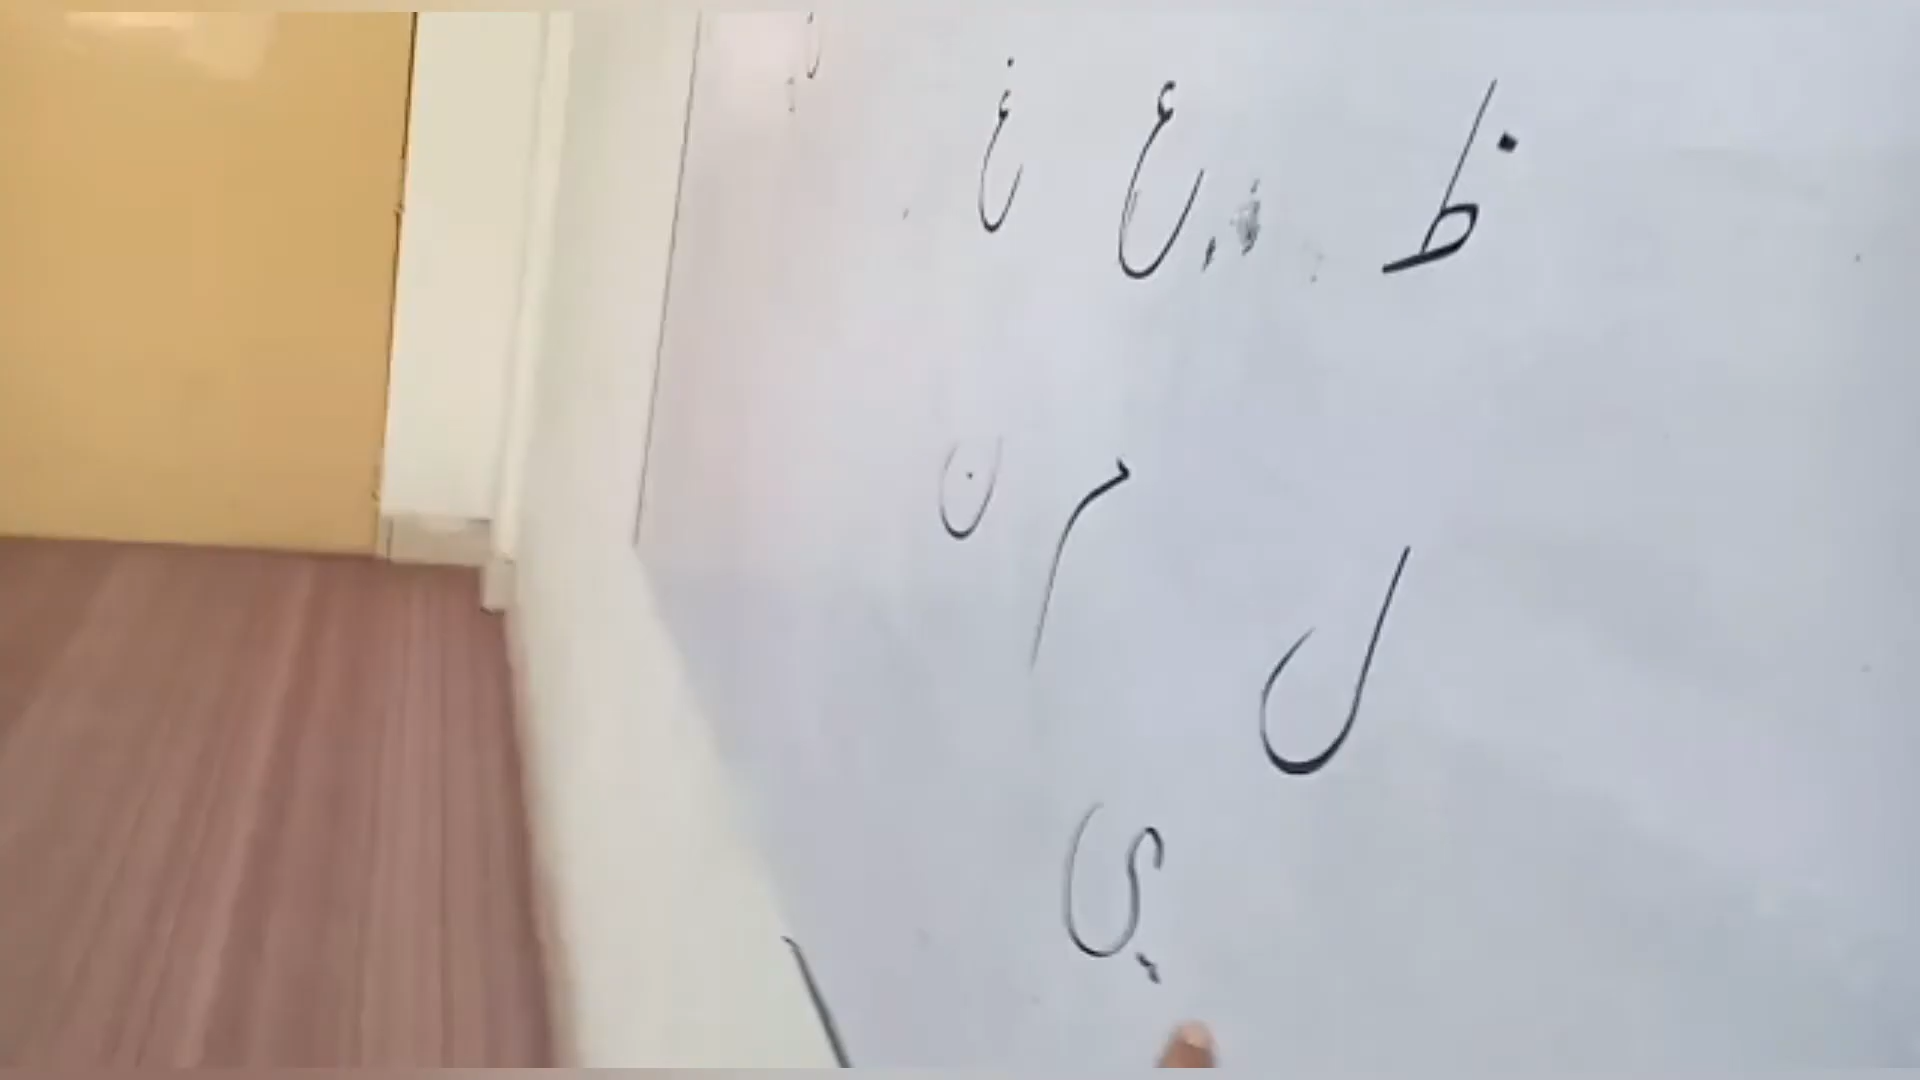 ظ ع غ
ل م ن
ي